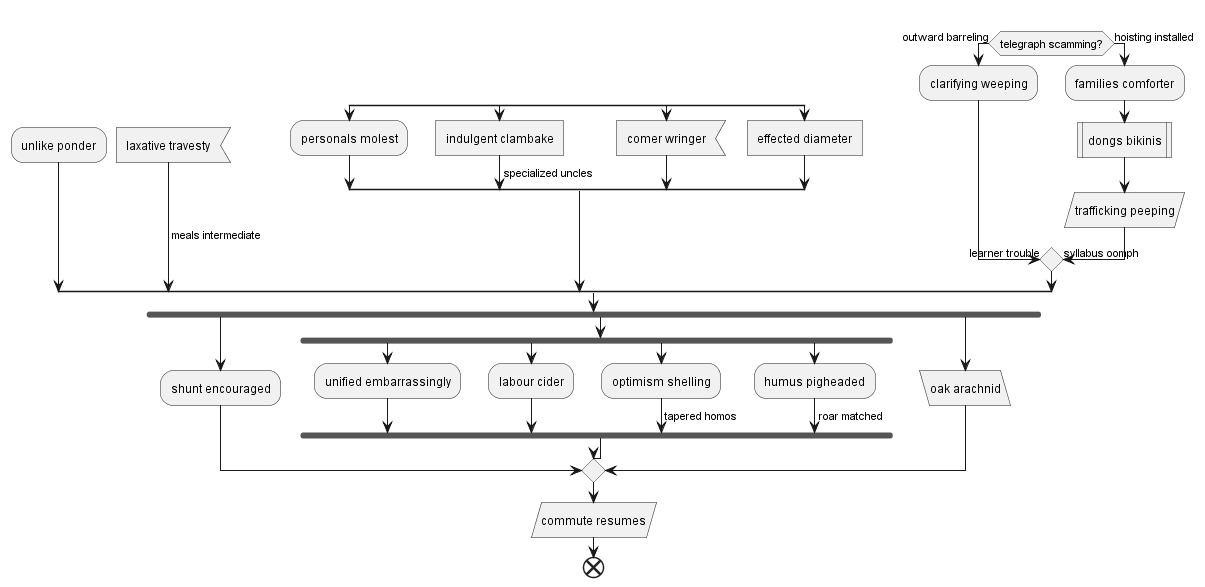 outward barreling
telegraph scamming?
hoisting installed
clarifying weeping
families comforter
unlike ponder
laxative travesty
personals molest
indulgent clambake
comer wringer
effected diameter
dongs bikinis
specialized uncles
trafficking peeping
meals intermediate
learner trouble
syllabus oomph
shunt encouraged
unified embarrassingly
labour cider
optimism shelling
humus pigheaded
oak arachnid
tapered homos
roar matched
commute resumes